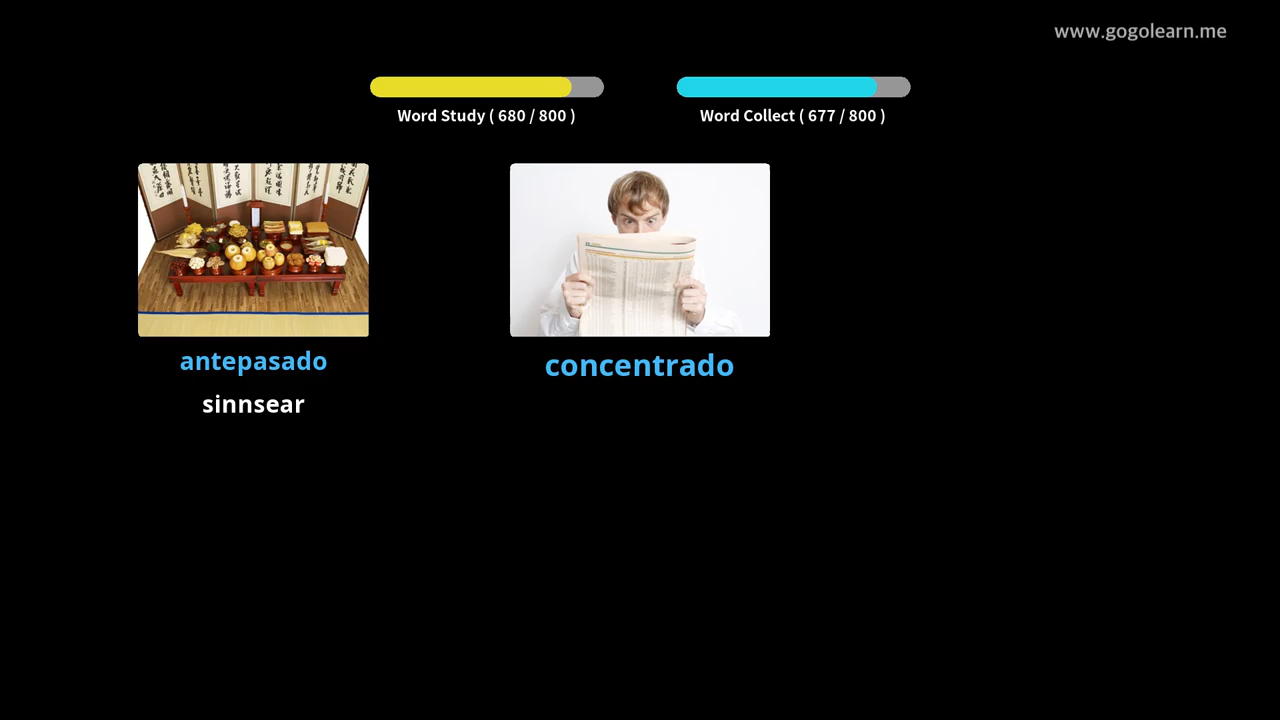 www.gogolearn.me
Word Study ( 680 / 800 )
Word Collect ( 677 / 800 )
antepasado
sinnsear
concentrado